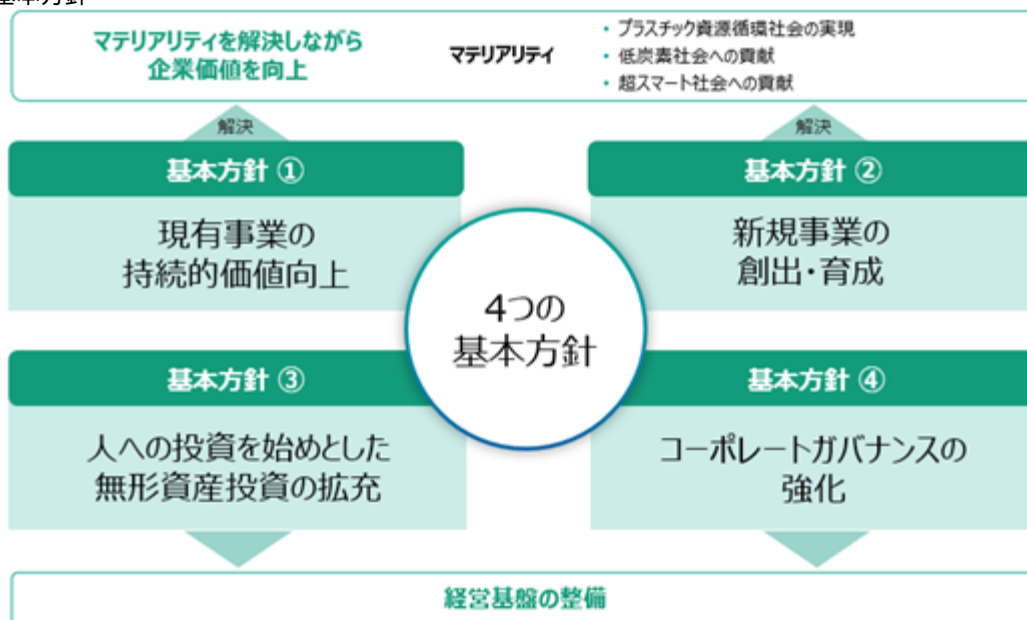 基本方針
マテリアリティを解決しながら
企業価値を向上
マテリアリティ
・プラスチック資源循環社会の実現
・低炭素社会への貢献
・超スマート社会への貢献
解決
解決
基本方針 ①
現有事業の
持続的価値向上
基本方針 ②
新規事業の
創出・育成
4つの
基本方針
基本方針 ③
人への投資を始めとした
無形資産投資の拡充
基本方針 ④
コーポレートガバナンスの
強化
経営基盤の整備